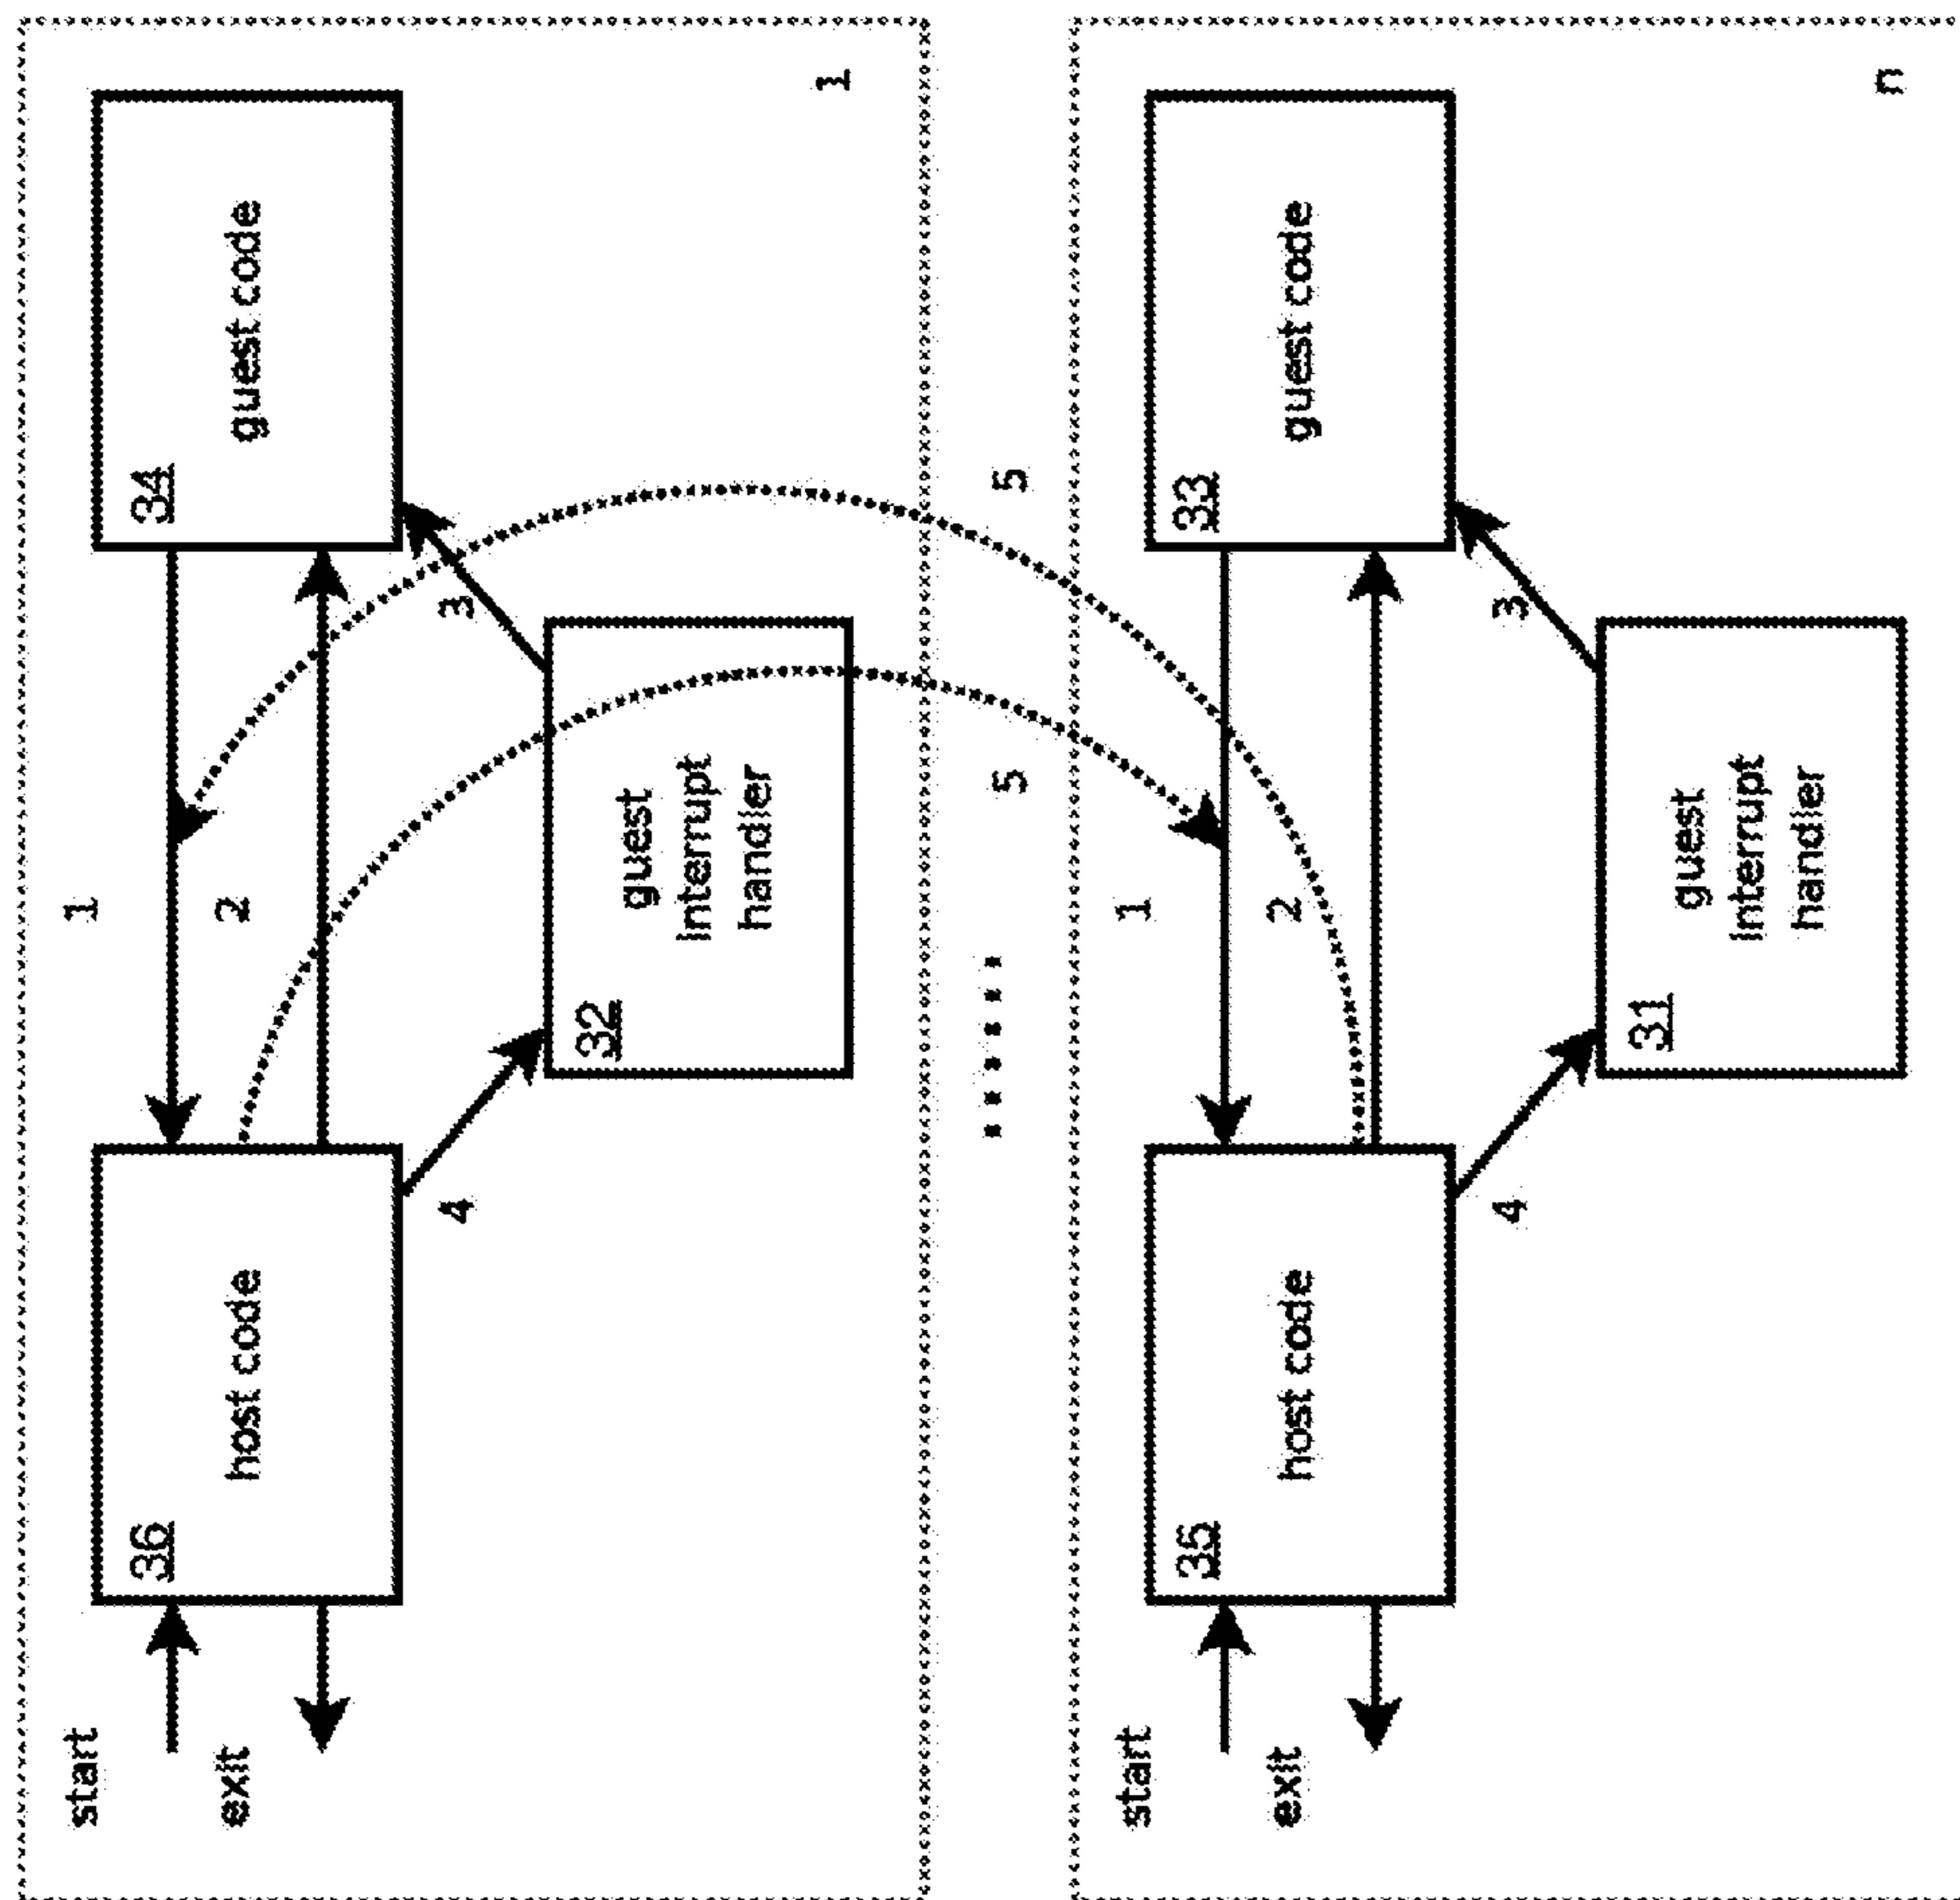 start
1
36
34
exit
host code
2
guest code
4
3
32
guest
interrupt
handler
1
......
5
5
start
1
35
33
exit
host code
2
guest code
4
3
31
guest
interrupt
handler
n